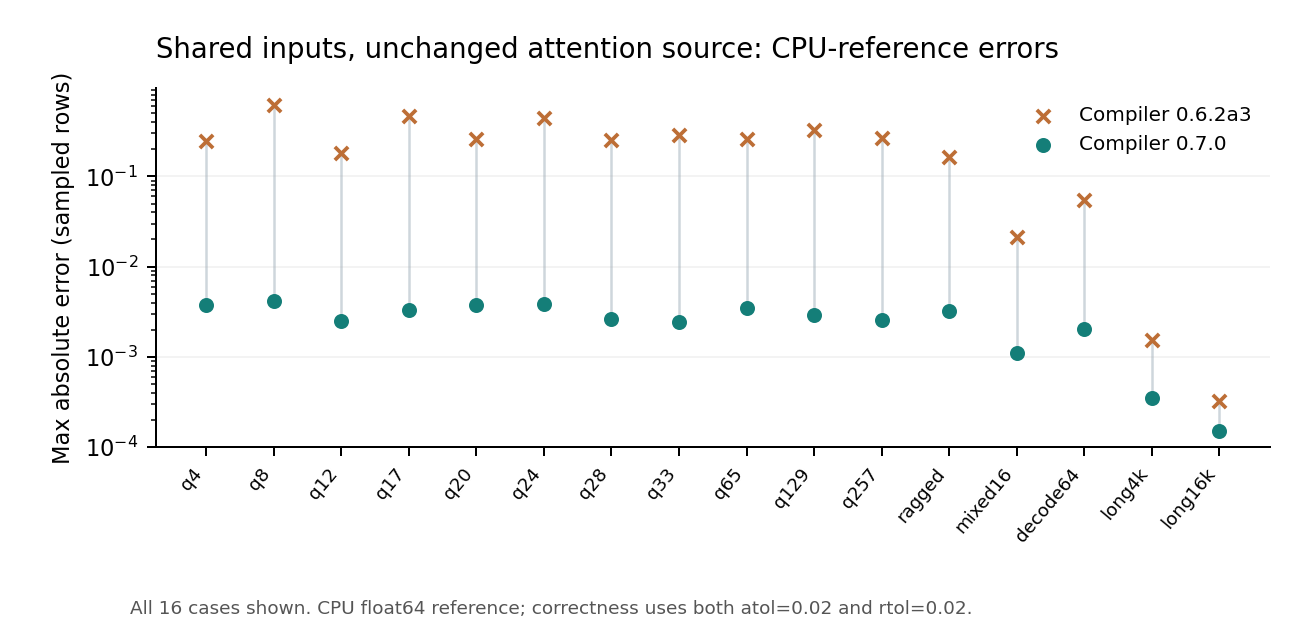 Shared inputs, unchanged attention source: CPU-reference errors
Max absolute error (sampled rows)
Compiler 0.6.2a3
Compiler 0.7.0
10⁻¹
10⁻²
10⁻³
10⁻⁴
q4
q8
q12
q17
q20
q24
q28
q33
q65
q129
q257
ragged
mixed16
decode64
long4k
long16k
All 16 cases shown. CPU float64 reference; correctness uses both atol=0.02 and rtol=0.02.